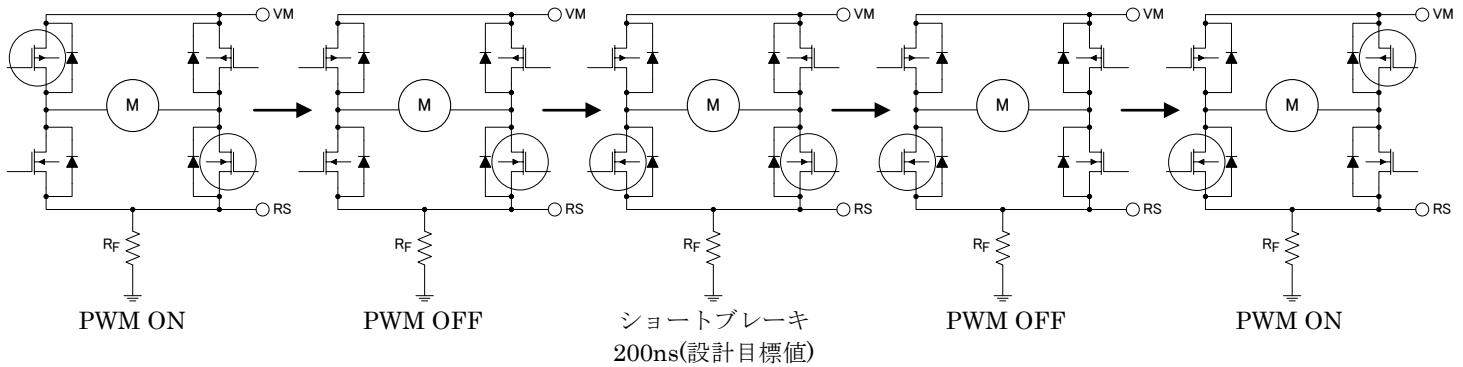 VM
VM
VM
VM
VM
M
M
M
M
M
RS
RS
RS
RS
RS
RF
RF
RF
RF
RF
PWM ON
PWM OFF
ショートブレーキ
200ns(設計目標値)
PWM OFF
PWM ON